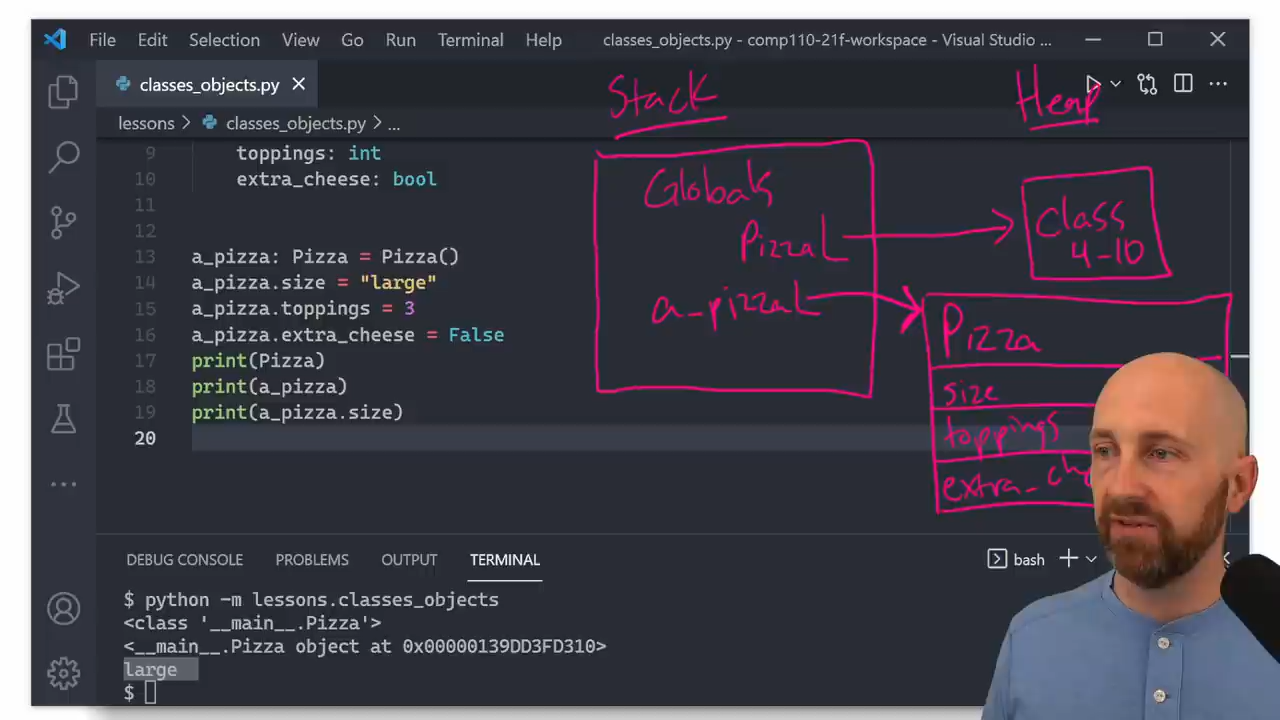 File Edit Selection View Go Run Terminal Help classes_objects.py - comp110-21f-workspace - Visual Studio ...
classes_objects.py
lessons > classes_objects.py > ...
9 toppings: int
10 extra_cheese: bool
11
12
13 a_pizza: Pizza = Pizza()
14 a_pizza.size = "large"
15 a_pizza.toppings = 3
16 a_pizza.extra_cheese = False
17 print(Pizza)
18 print(a_pizza)
19 print(a_pizza.size)
20
Stack
Globals
Pizza
a_pizza
Heap
Class
4-10
Pizza
size
toppings
extra_
DEBUG CONSOLE PROBLEMS OUTPUT TERMINAL bash
$ python -m lessons.classes_objects
<class '__main__.Pizza'>
<__main__.Pizza object at 0x00000139DD3FD310>
large
$